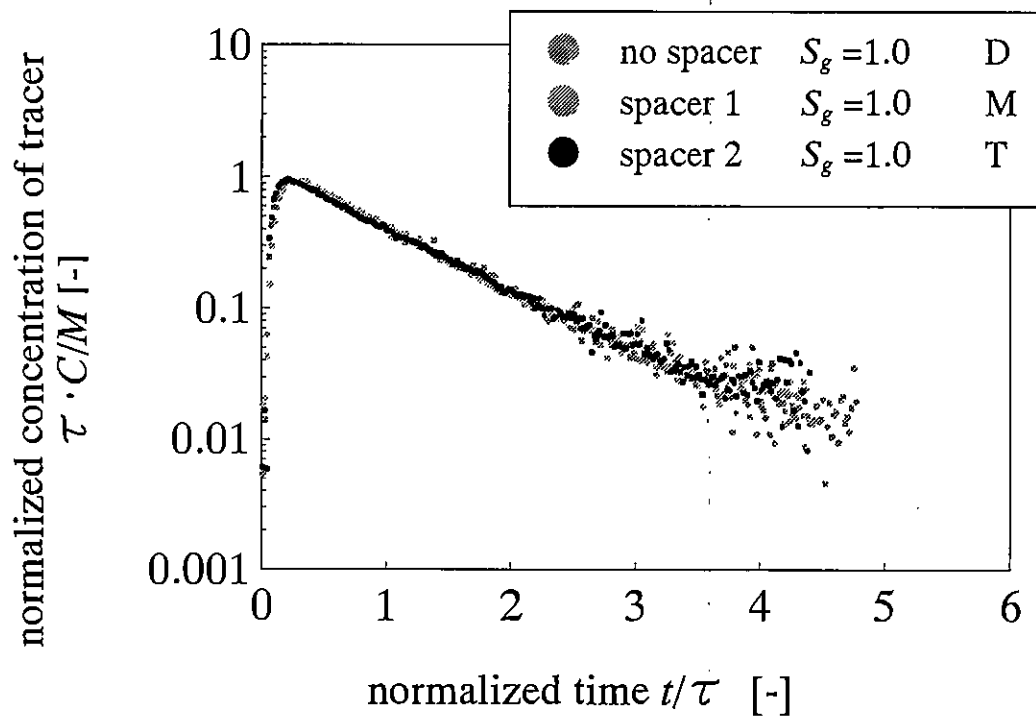 no spacer S_g =1.0 D
spacer 1 S_g =1.0 M
spacer 2 S_g =1.0 T
normalized concentration of tracer
τ · C/M [-]
10
1
0.1
0.01
0.001
0 1 2 3 4 5 6
normalized time t/τ [-]